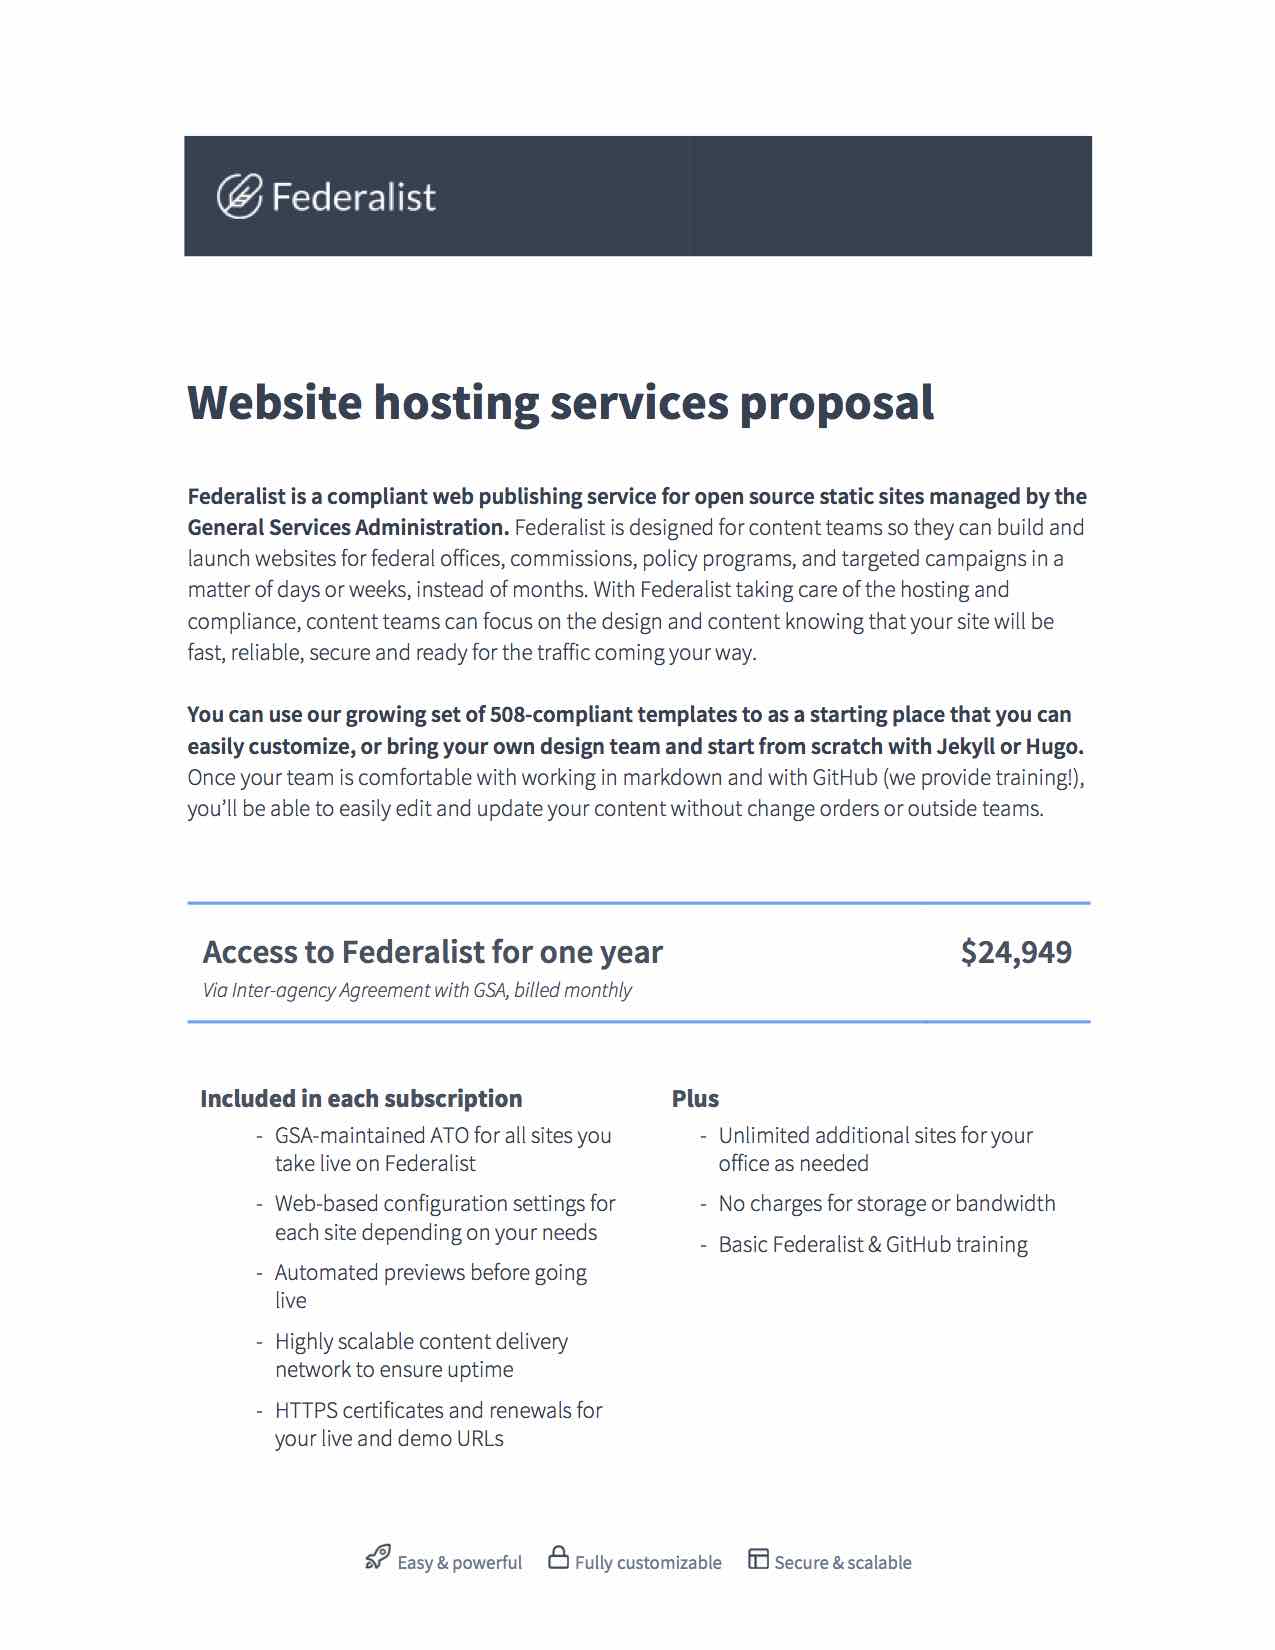 Federalist
Website hosting services proposal
Federalist is a compliant web publishing service for open source static sites managed by the
General Services Administration. Federalist is designed for content teams so they can build and
launch websites for federal offices, commissions, policy programs, and targeted campaigns in a
matter of days or weeks, instead of months. With Federalist taking care of the hosting and
compliance, content teams can focus on the design and content knowing that your site will be
fast, reliable, secure and ready for the traffic coming your way.
You can use our growing set of 508-compliant templates to as a starting place that you can
easily customize, or bring your own design team and start from scratch with Jekyll or Hugo.
Once your team is comfortable with working in markdown and with GitHub (we provide training!),
you’ll be able to easily edit and update your content without change orders or outside teams.
Access to Federalist for one year $24,949
Via Inter-agency Agreement with GSA, billed monthly
Included in each subscription
- GSA-maintained ATO for all sites you
take live on Federalist
- Web-based configuration settings for
each site depending on your needs
- Automated previews before going
live
- Highly scalable content delivery
network to ensure uptime
- HTTPS certificates and renewals for
your live and demo URLs
Plus
- Unlimited additional sites for your
office as needed
- No charges for storage or bandwidth
- Basic Federalist & GitHub training
Easy & powerful Fully customizable Secure & scalable